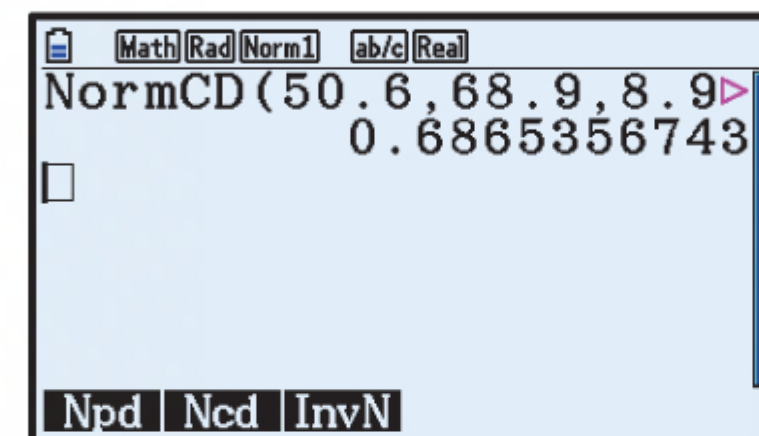 Math Rad Norm1 ab/c Real
NormCD(50.6,68.9,8.9▷
0.6865356743
Npd Ncd InvN